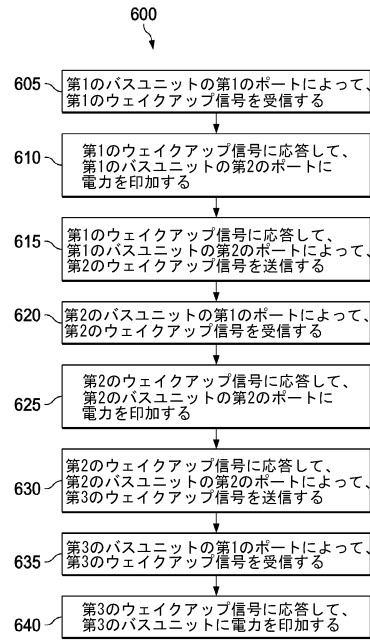 600
605
第1のバスユニットの第1のポートによって、
第1のウェイクアップ信号を受信する
610
第1のウェイクアップ信号に応答して、
第1のバスユニットの第2のポートに
電力を印加する
615
第1のウェイクアップ信号に応答して、
第1のバスユニットの第2のポートによって、
第2のウェイクアップ信号を送信する
620
第2のバスユニットの第1のポートによって、
第2のウェイクアップ信号を受信する
625
第2のウェイクアップ信号に応答して、
第2のバスユニットの第2のポートに
電力を印加する
630
第2のウェイクアップ信号に応答して、
第2のバスユニットの第2のポートによって、
第3のウェイクアップ信号を送信する
635
第3のバスユニットの第1のポートによって、
第3のウェイクアップ信号を受信する
640
第3のウェイクアップ信号に応答して、
第3のバスユニットに電力を印加する